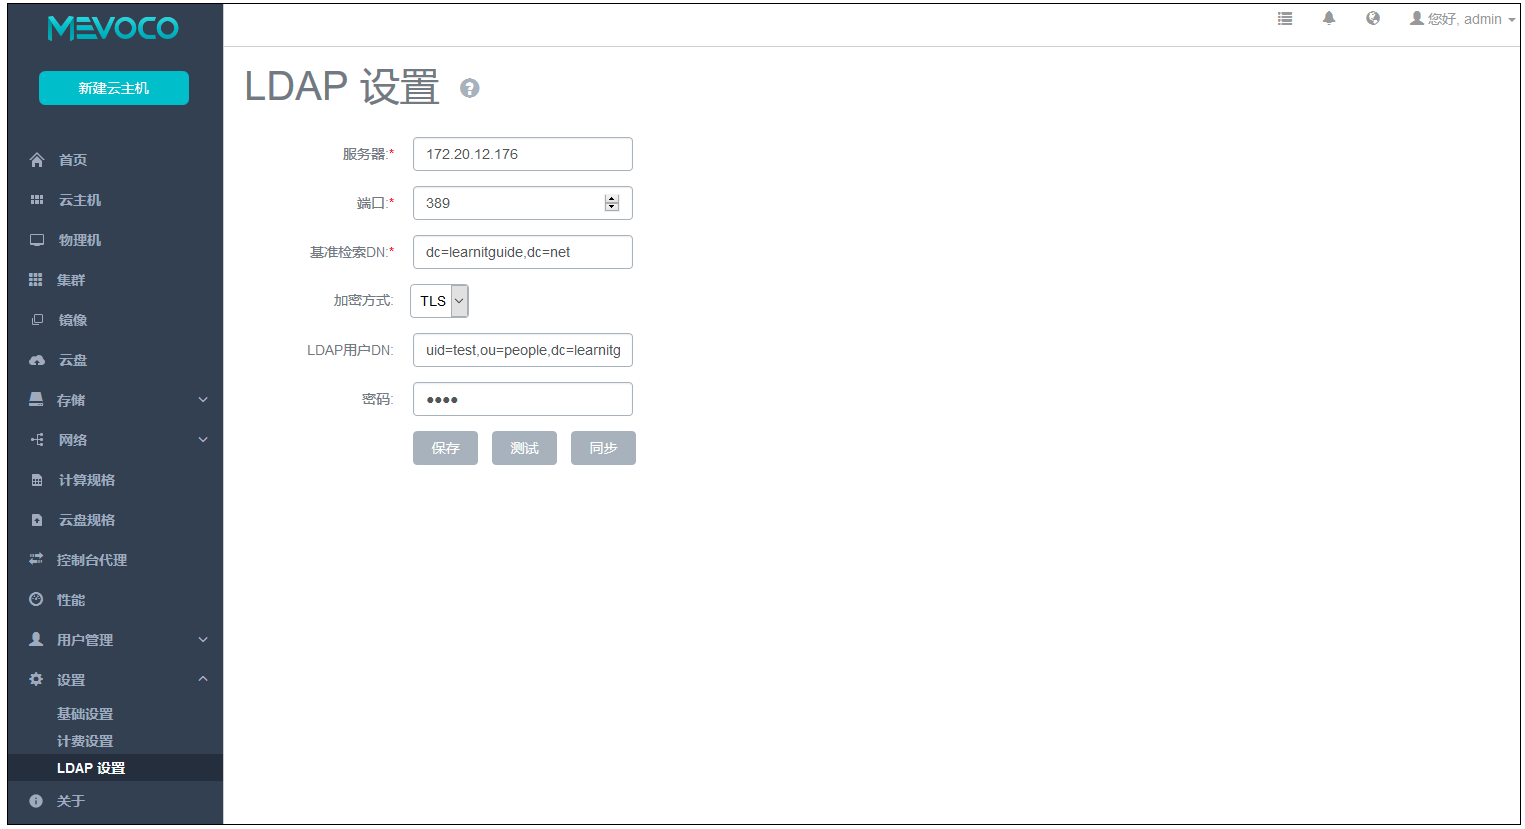 MEVOCO
新建云主机
首页
云主机
物理机
集群
镜像
云盘
存储
网络
计算规格
云盘规格
控制台代理
性能
用户管理
设置
基础设置
计费设置
LDAP 设置
关于
您好, admin
LDAP 设置 ?
服务器:* 172.20.12.176
端口:* 389
基准检索DN:* dc=learnitguide,dc=net
加密方式: TLS
LDAP用户DN: uid=test,ou=people,dc=learnitg
密码: ●●●●
保存 测试 同步